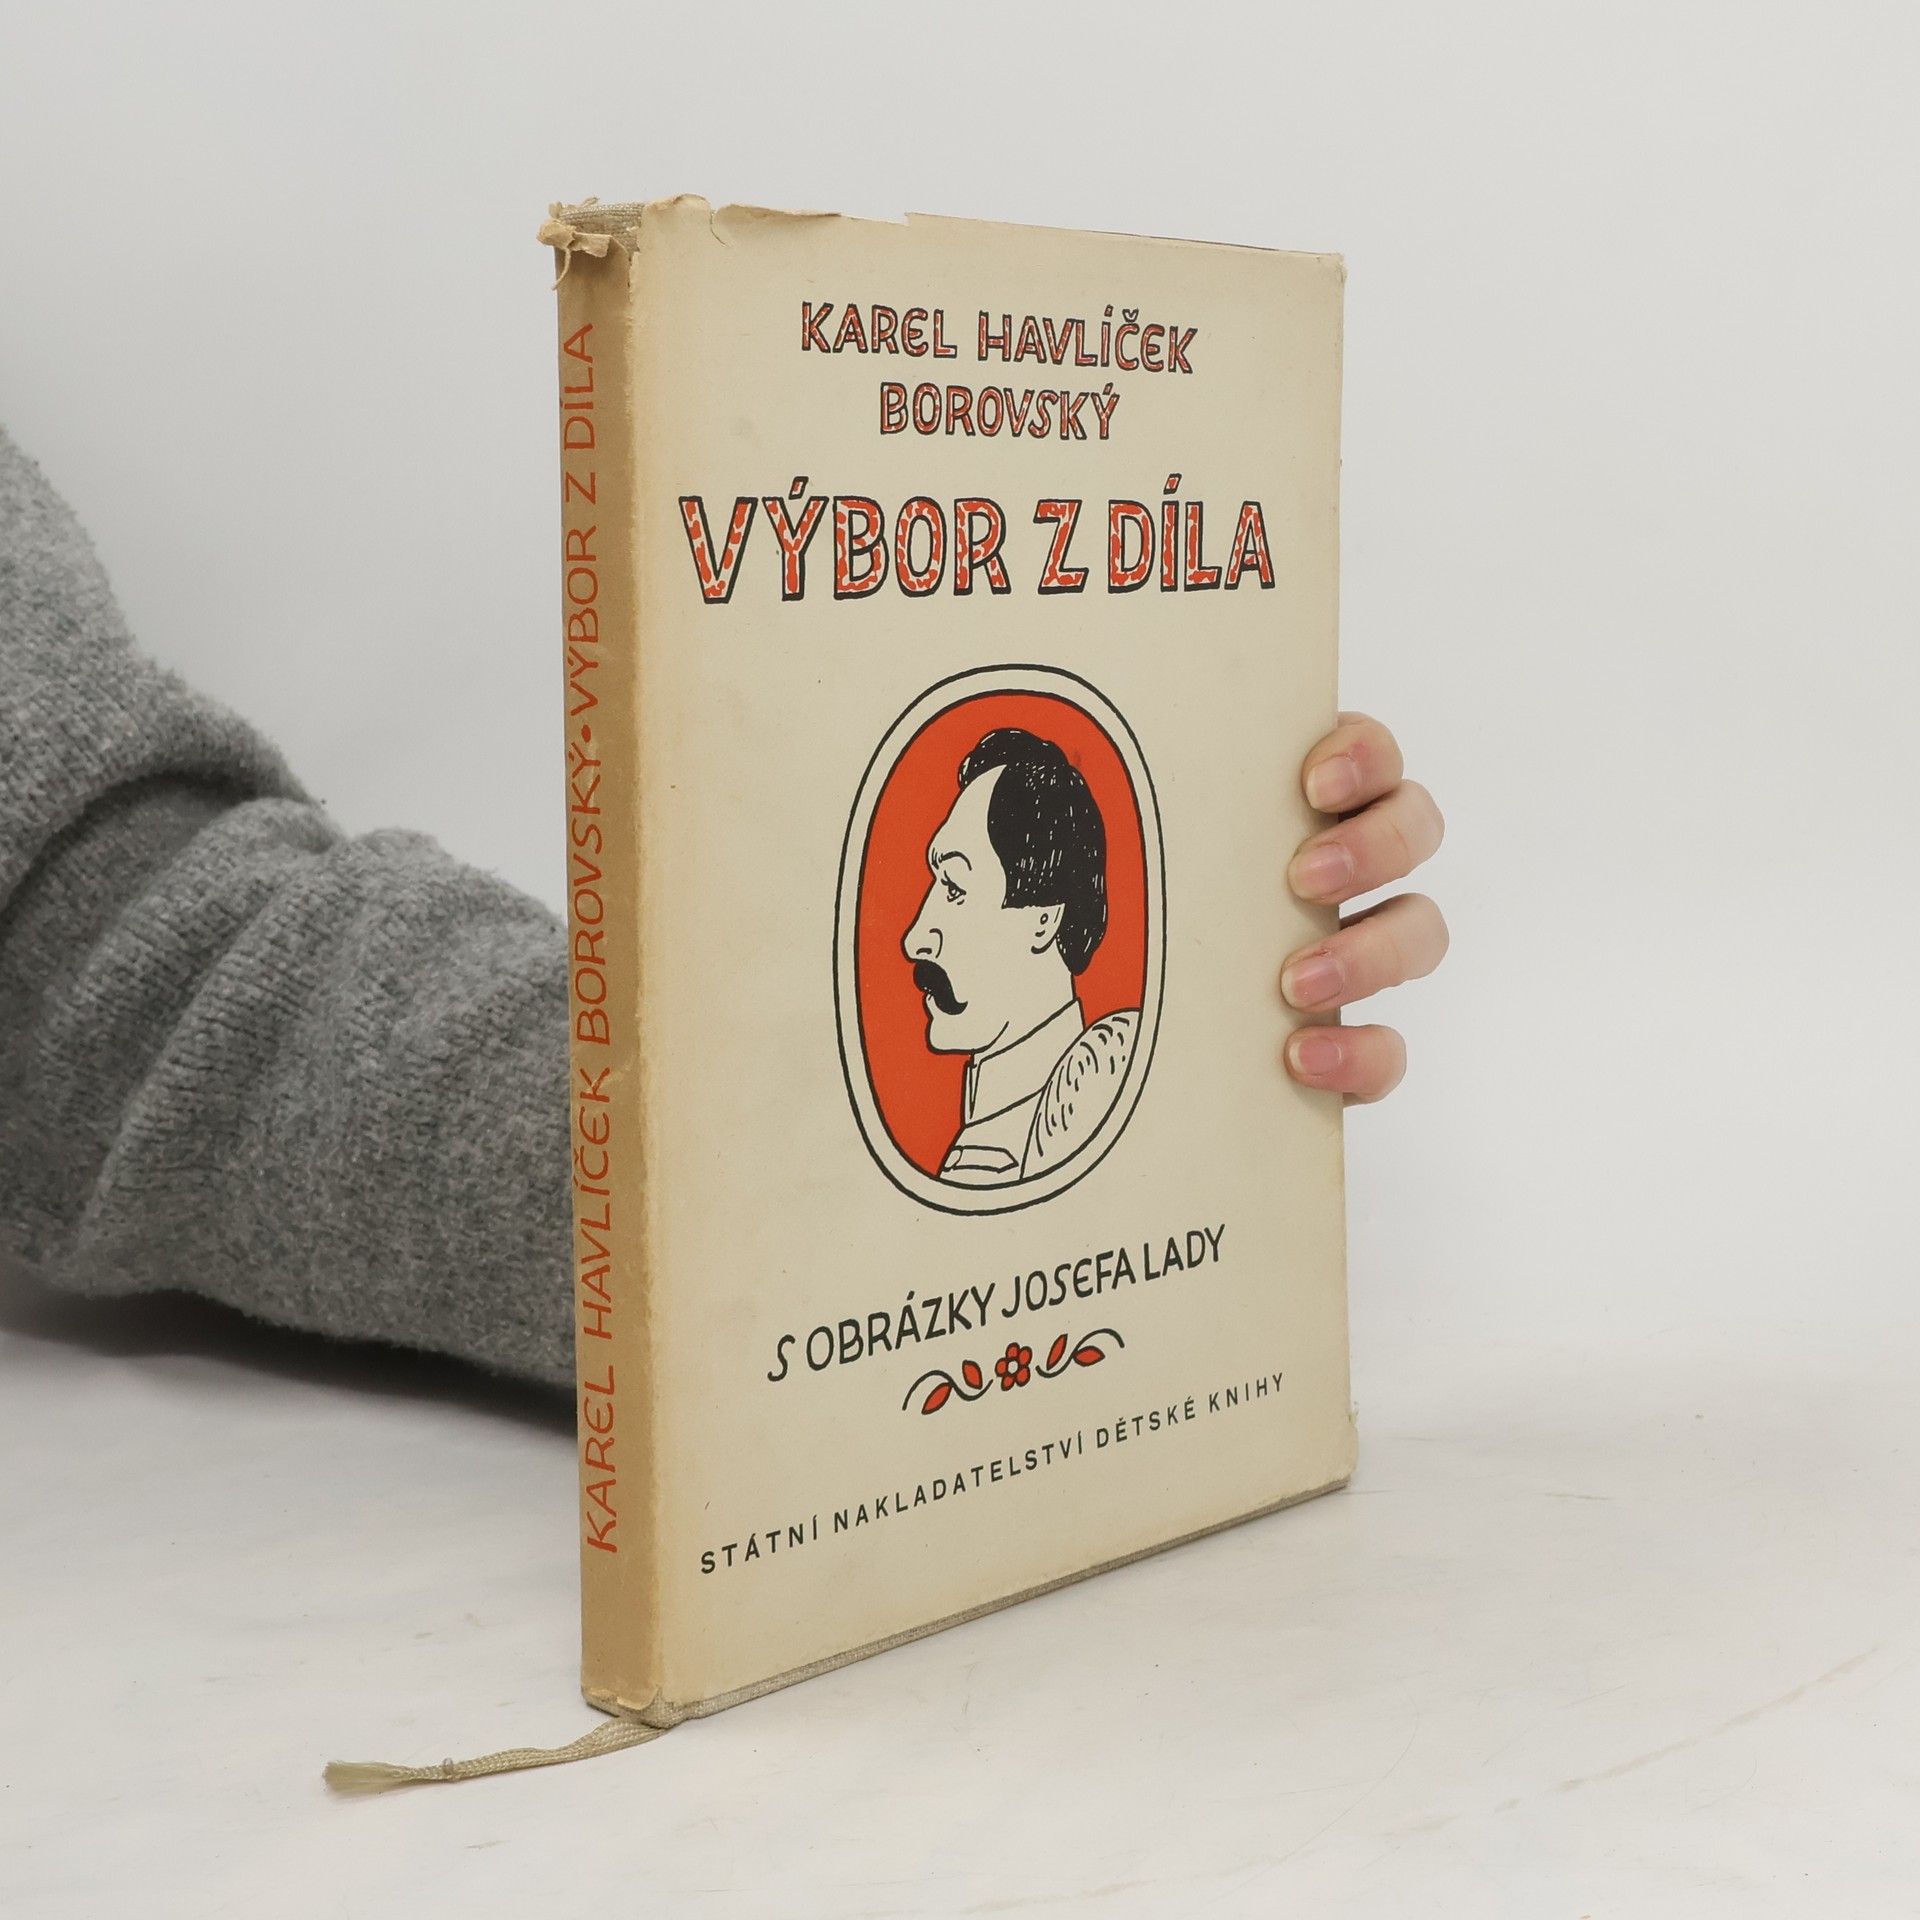 KAREL HAVLÍČEK BOROVSKÝ • VÝBOR Z DÍLA
KAREL HAVLÍČEK
BOROVSKÝ
VÝBOR Z DÍLA
S OBRÁZKY JOSEFA LADY
STÁTNÍ NAKLADATELSTVÍ DĚTSKÉ KNIHY